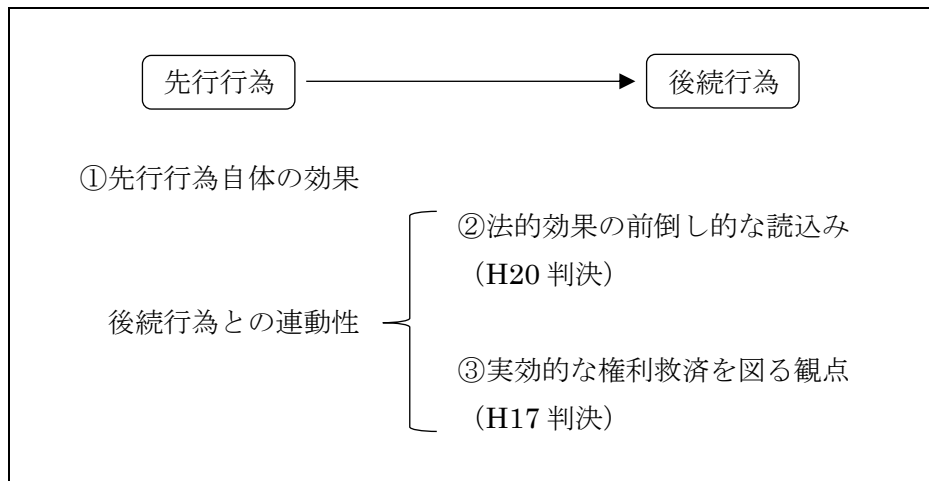 先行行為
後続行為
①先行行為自体の効果
②法的効果の前倒し的な読込み
（H20 判決）
後続行為との連動性
③実効的な権利救済を図る観点
（H17 判決）